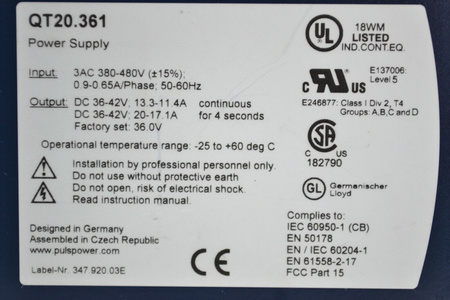 QT20.361
Power Supply
Input: 3AC 380-480V (±15%);
0.9-0.65A/Phase; 50-60Hz
Output: DC 36-42V; 13.3-11.4A continuous
DC 36-42V; 20-17.1A for 4 seconds
Factory set: 36.0V
Operational temperature range: -25 to +60 deg C
Installation by professional personnel only.
Do not use without protective earth
Do not open, risk of electrical shock.
Read instruction manual.
Designed in Germany
Assembled in Czech Republic
www.pulspower.com
Label-Nr. 347.920.03E
CE
UL
18WM
LISTED
IND.CONT.EQ.
C RU US
E137006:
Level 5
E246877: Class I Div 2, T4
Groups: A,B,C and D
SA
C US
182790
GL Germanischer
Lloyd
Complies to:
IEC 60950-1 (CB)
EN 50178
EN / IEC 60204-1
EN 61558-2-17
FCC Part 15